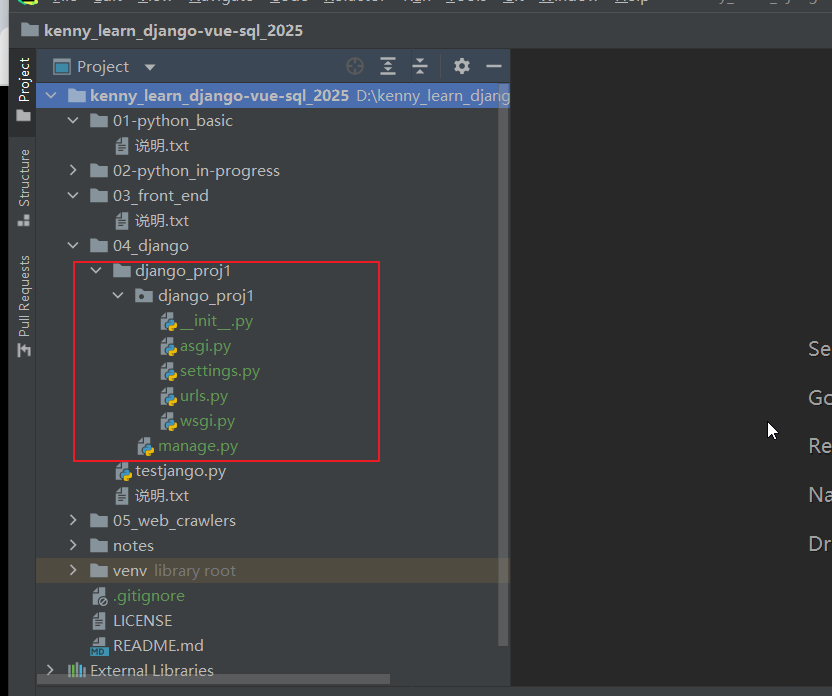 kenny_learn_django-vue-sql_2025
Project
Project
Structure
Pull Requests
kenny_learn_django-vue-sql_2025 D:\kenny_learn_djang
01-python_basic
说明.txt
02-python_in-progress
03_front_end
说明.txt
04_django
django_proj1
django_proj1
__init__.py
asgi.py
settings.py
urls.py
wsgi.py
manage.py
testjango.py
说明.txt
05_web_crawlers
notes
venv library root
.gitignore
LICENSE
MD README.md
External Libraries
Se
Go
Re
Na
Dr